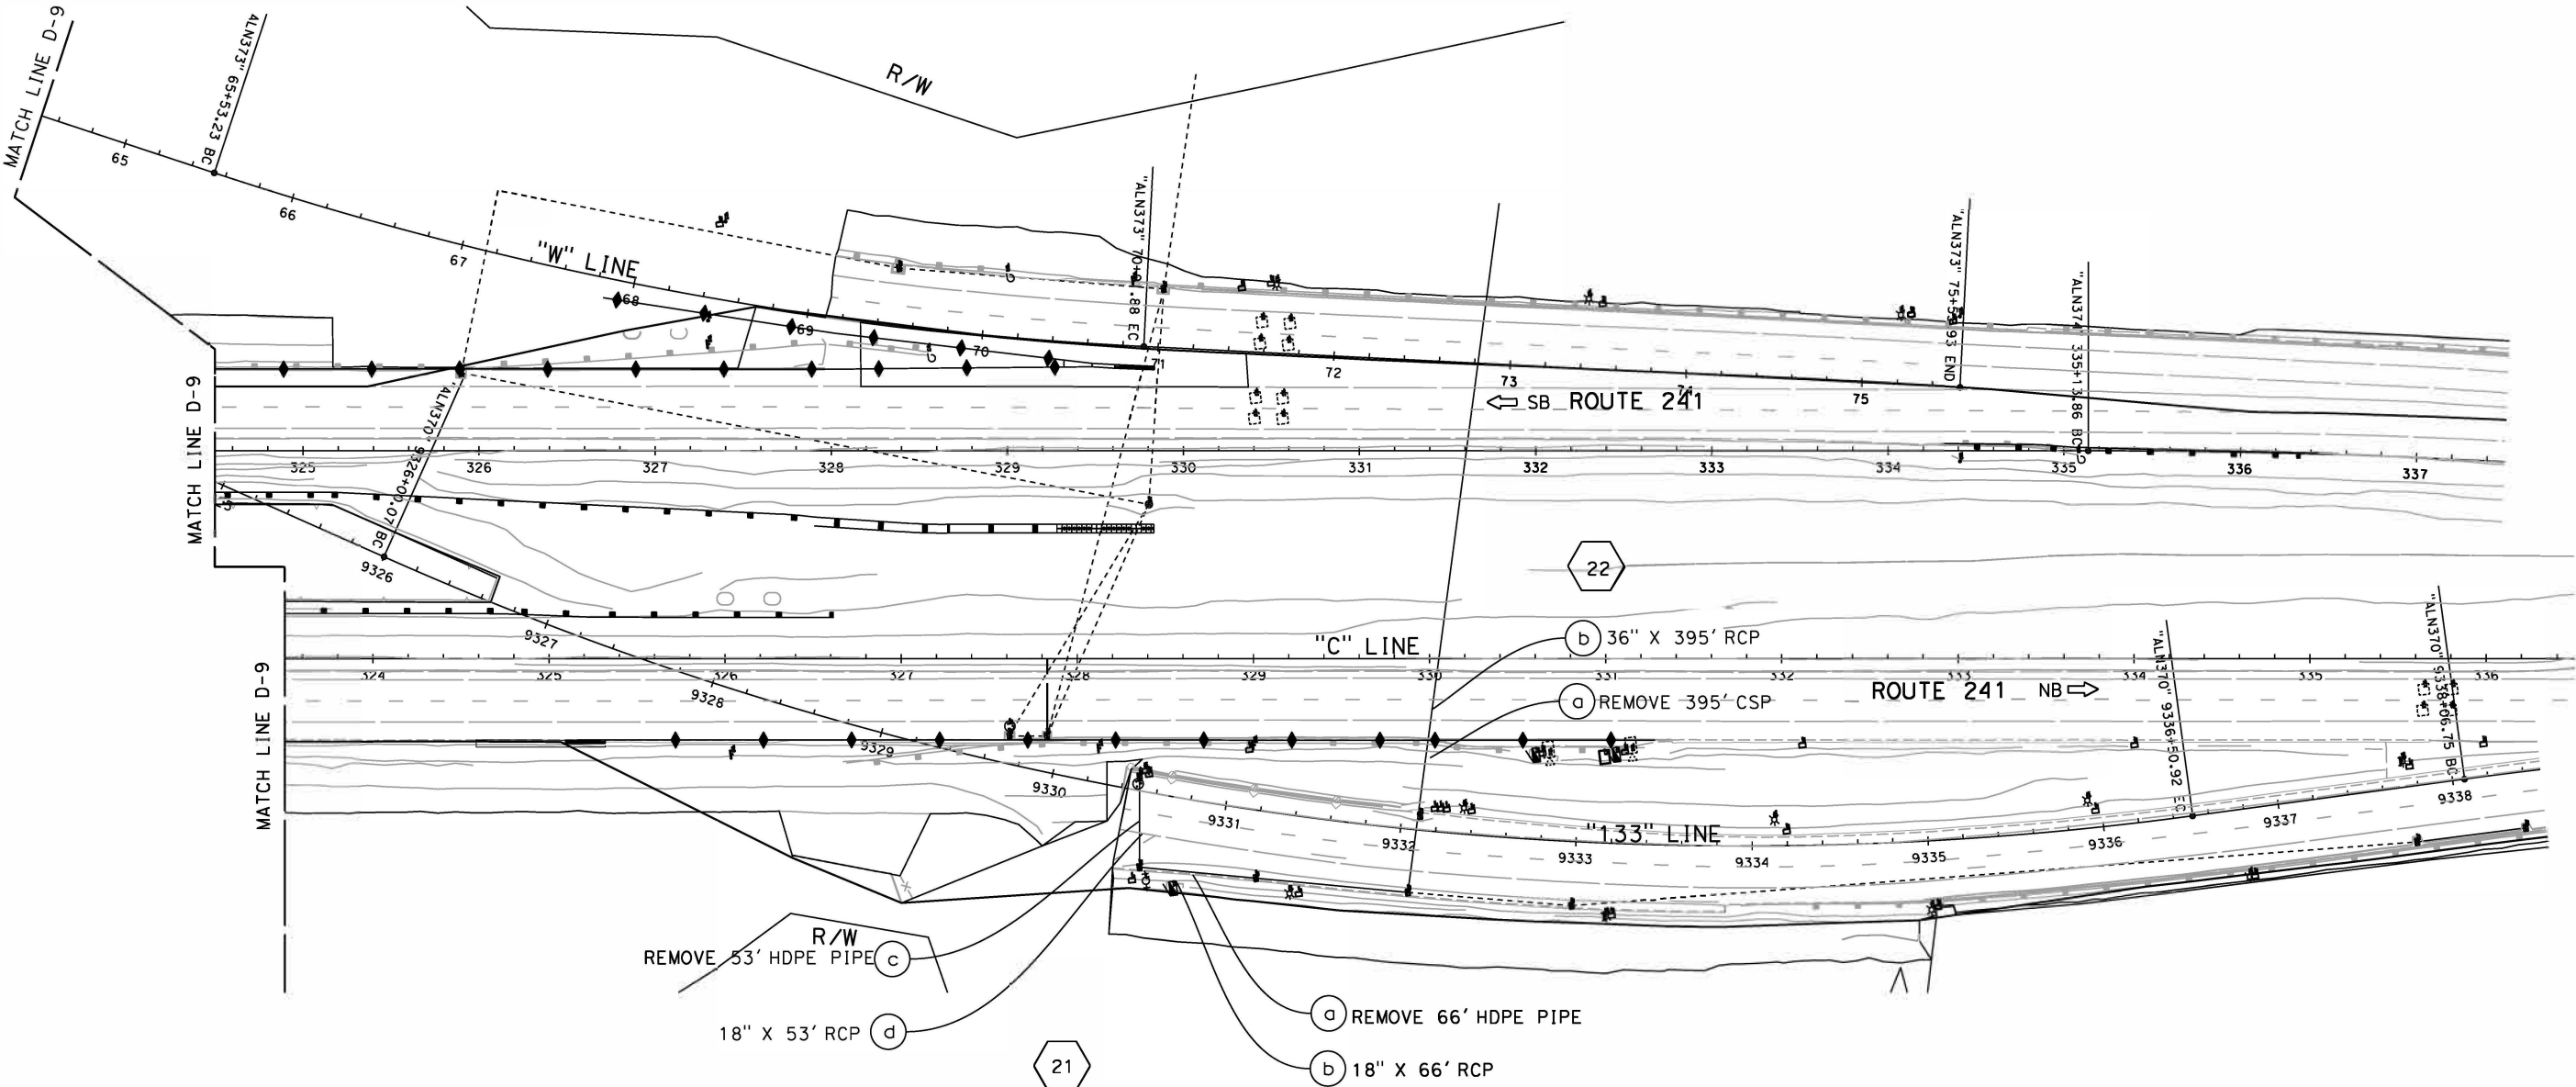 MATCH LINE D-9
ALN373" 65+53.23 BC
R/W
65
66
67
"W" LINE
68
69
70
71
72
73
74
75
"ALN373" 75+ 93 END
"ALN374" 335+13.86 BC
SB ROUTE 241
MATCH LINE D-9
325
326
327
328
329
330
331
332
333
334
335
336
337
"ALN370" 9326+00.07 BC
9326
9327
9328
9329
9330
9331
9332
9333
9334
9335
9336
9337
9338
22
"C" LINE
b 36" X 395' RCP
324
325
326
327
328
329
330
331
332
333
334
335
336
a REMOVE 395' CSP
ROUTE 241 NB
"ALN370" 9336+50.92 EC
"ALN370" 9338+06.75 BC
MATCH LINE D-9
"133" LINE
R/W
REMOVE 53' HDPE PIPE c
18" X 53' RCP d
a REMOVE 66' HDPE PIPE
b 18" X 66' RCP
21